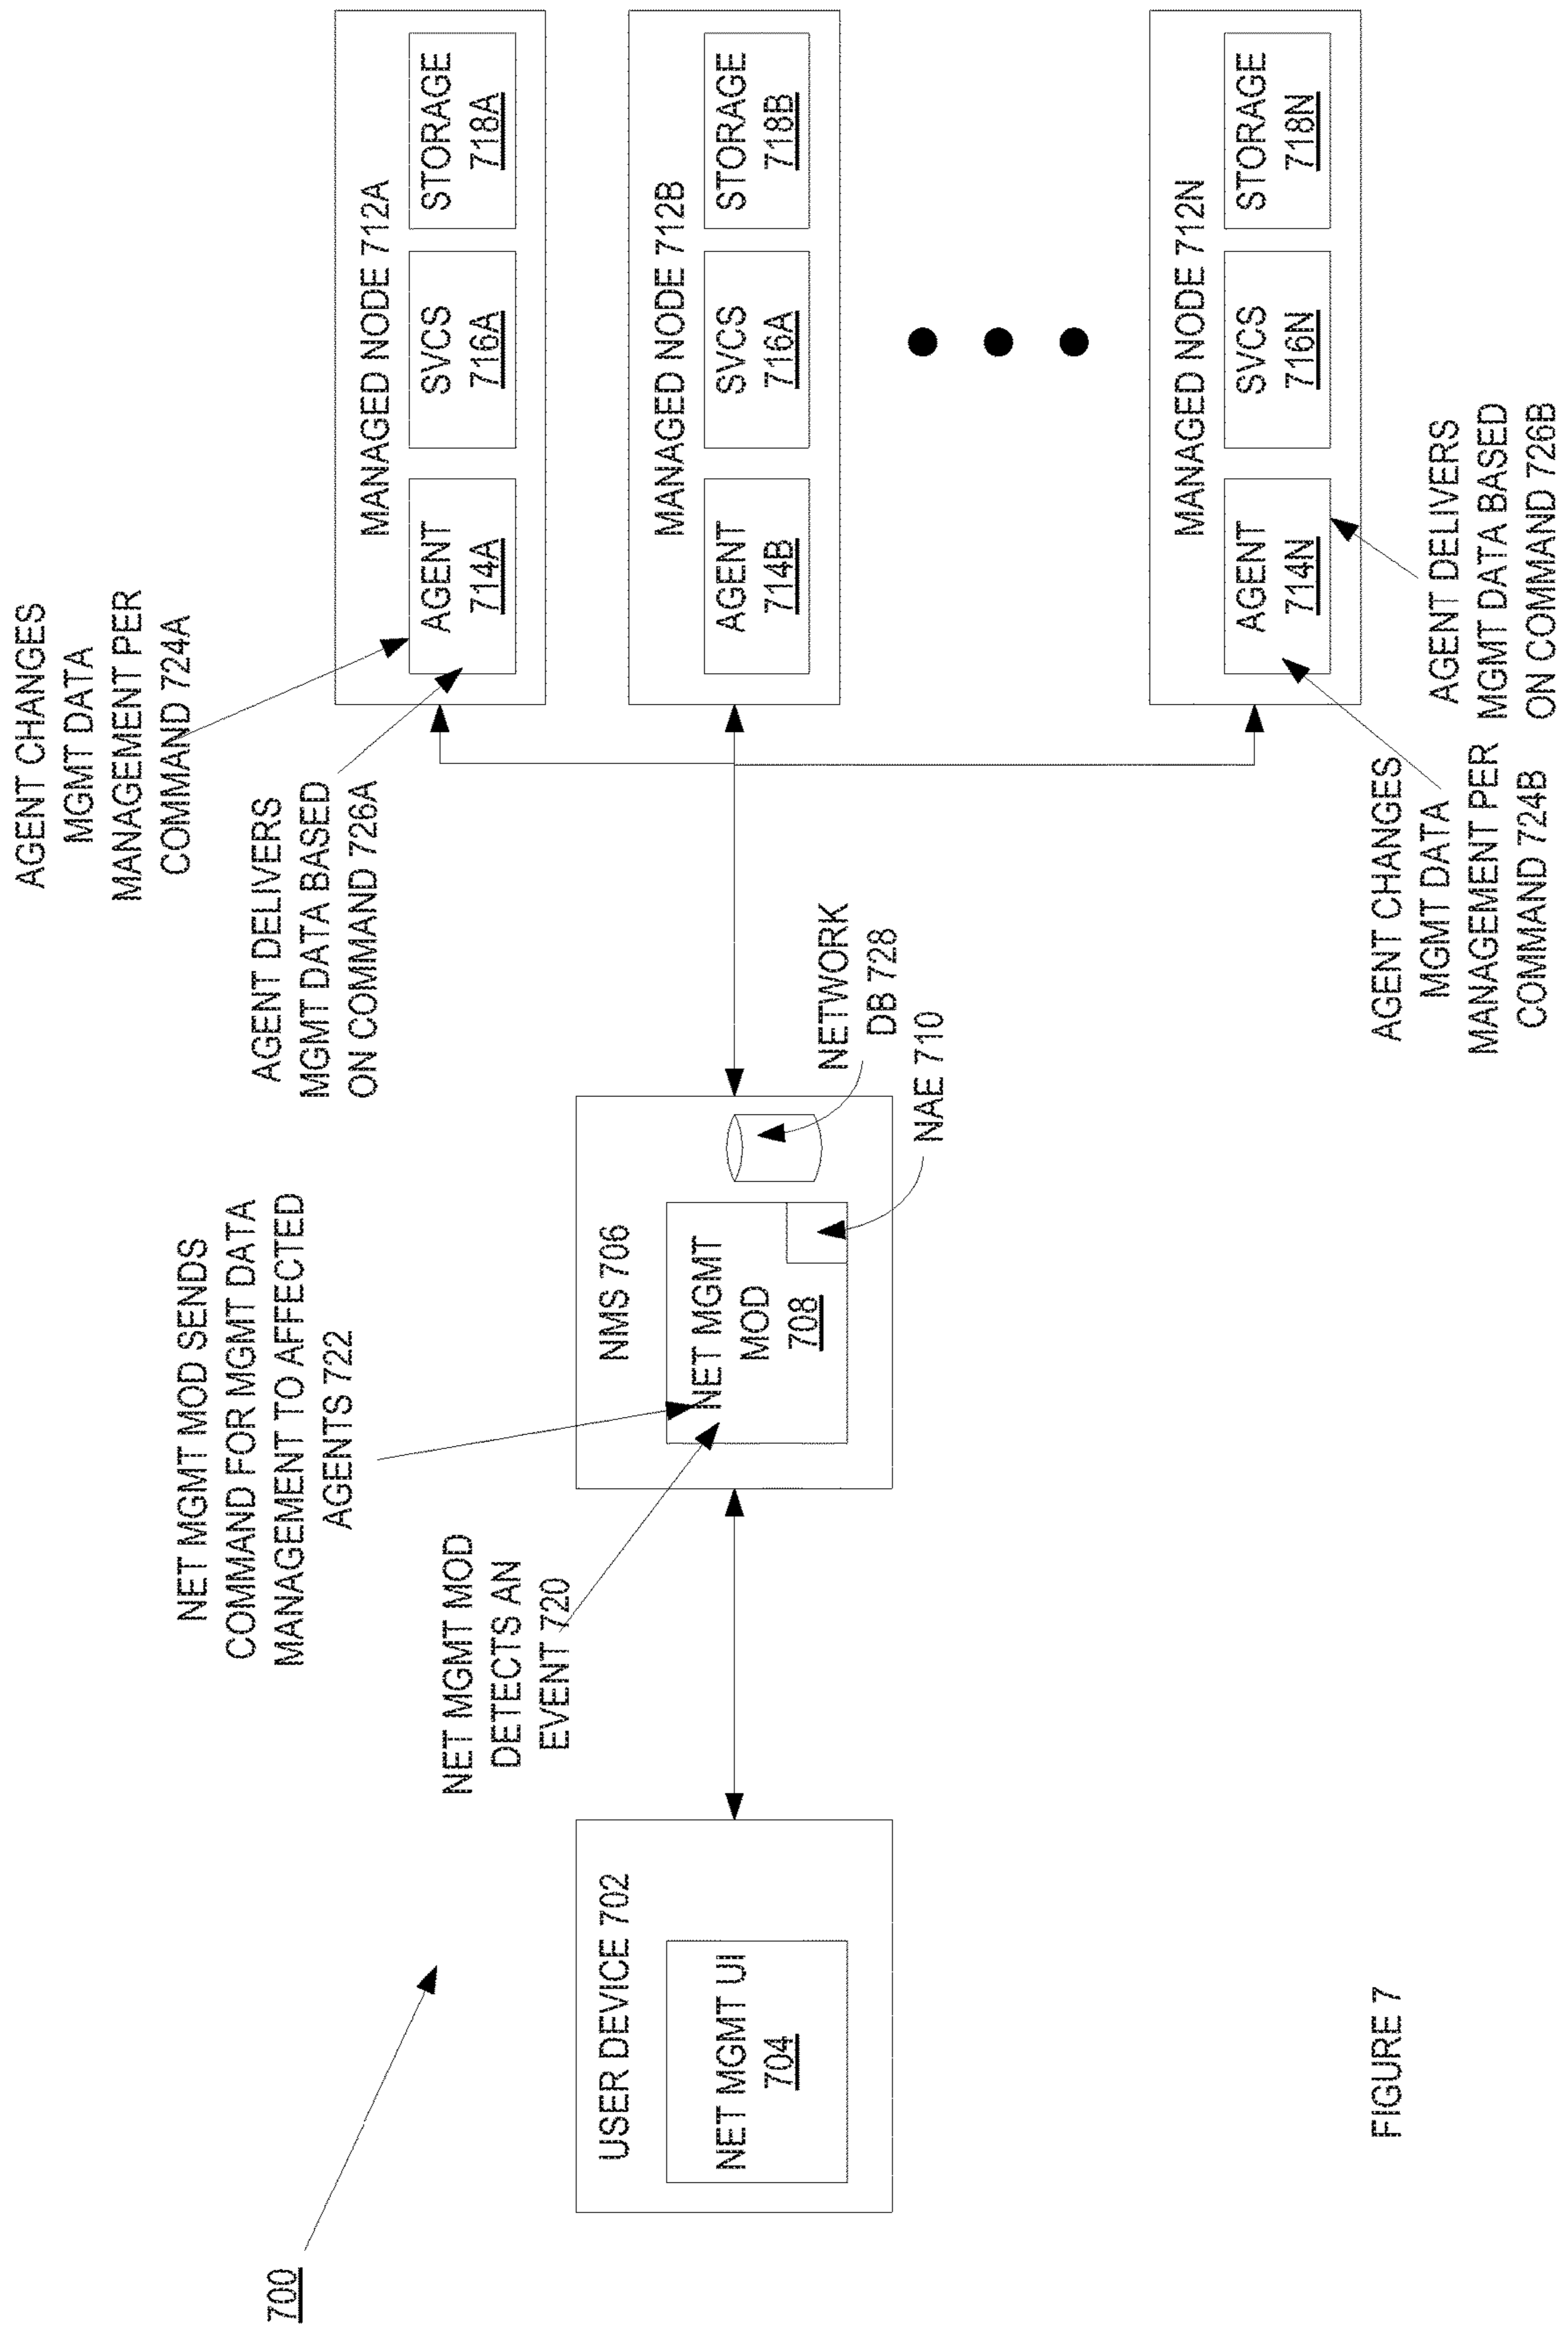 700
USER DEVICE 702
NET MGMT UI
704
NET MGMT MOD
DETECTS AN
EVENT 720
NET MGMT MOD SENDS
COMMAND FOR MGMT DATA
MANAGEMENT TO AFFECTED
AGENTS 722
NMS 706
NET MGMT
MOD
708
NETWORK
DB 728
NAE 710
AGENT CHANGES
MGMT DATA
MANAGEMENT PER
COMMAND 724A
AGENT DELIVERS
MGMT DATA BASED
ON COMMAND 726A
MANAGED NODE 712A
AGENT
714A
SVCS
716A
STORAGE
718A
MANAGED NODE 712B
AGENT
714B
SVCS
716A
STORAGE
718B
MANAGED NODE 712N
AGENT
714N
SVCS
716N
STORAGE
718N
AGENT CHANGES
MGMT DATA
MANAGEMENT PER
COMMAND 724B
AGENT DELIVERS
MGMT DATA BASED
ON COMMAND 726B
FIGURE 7